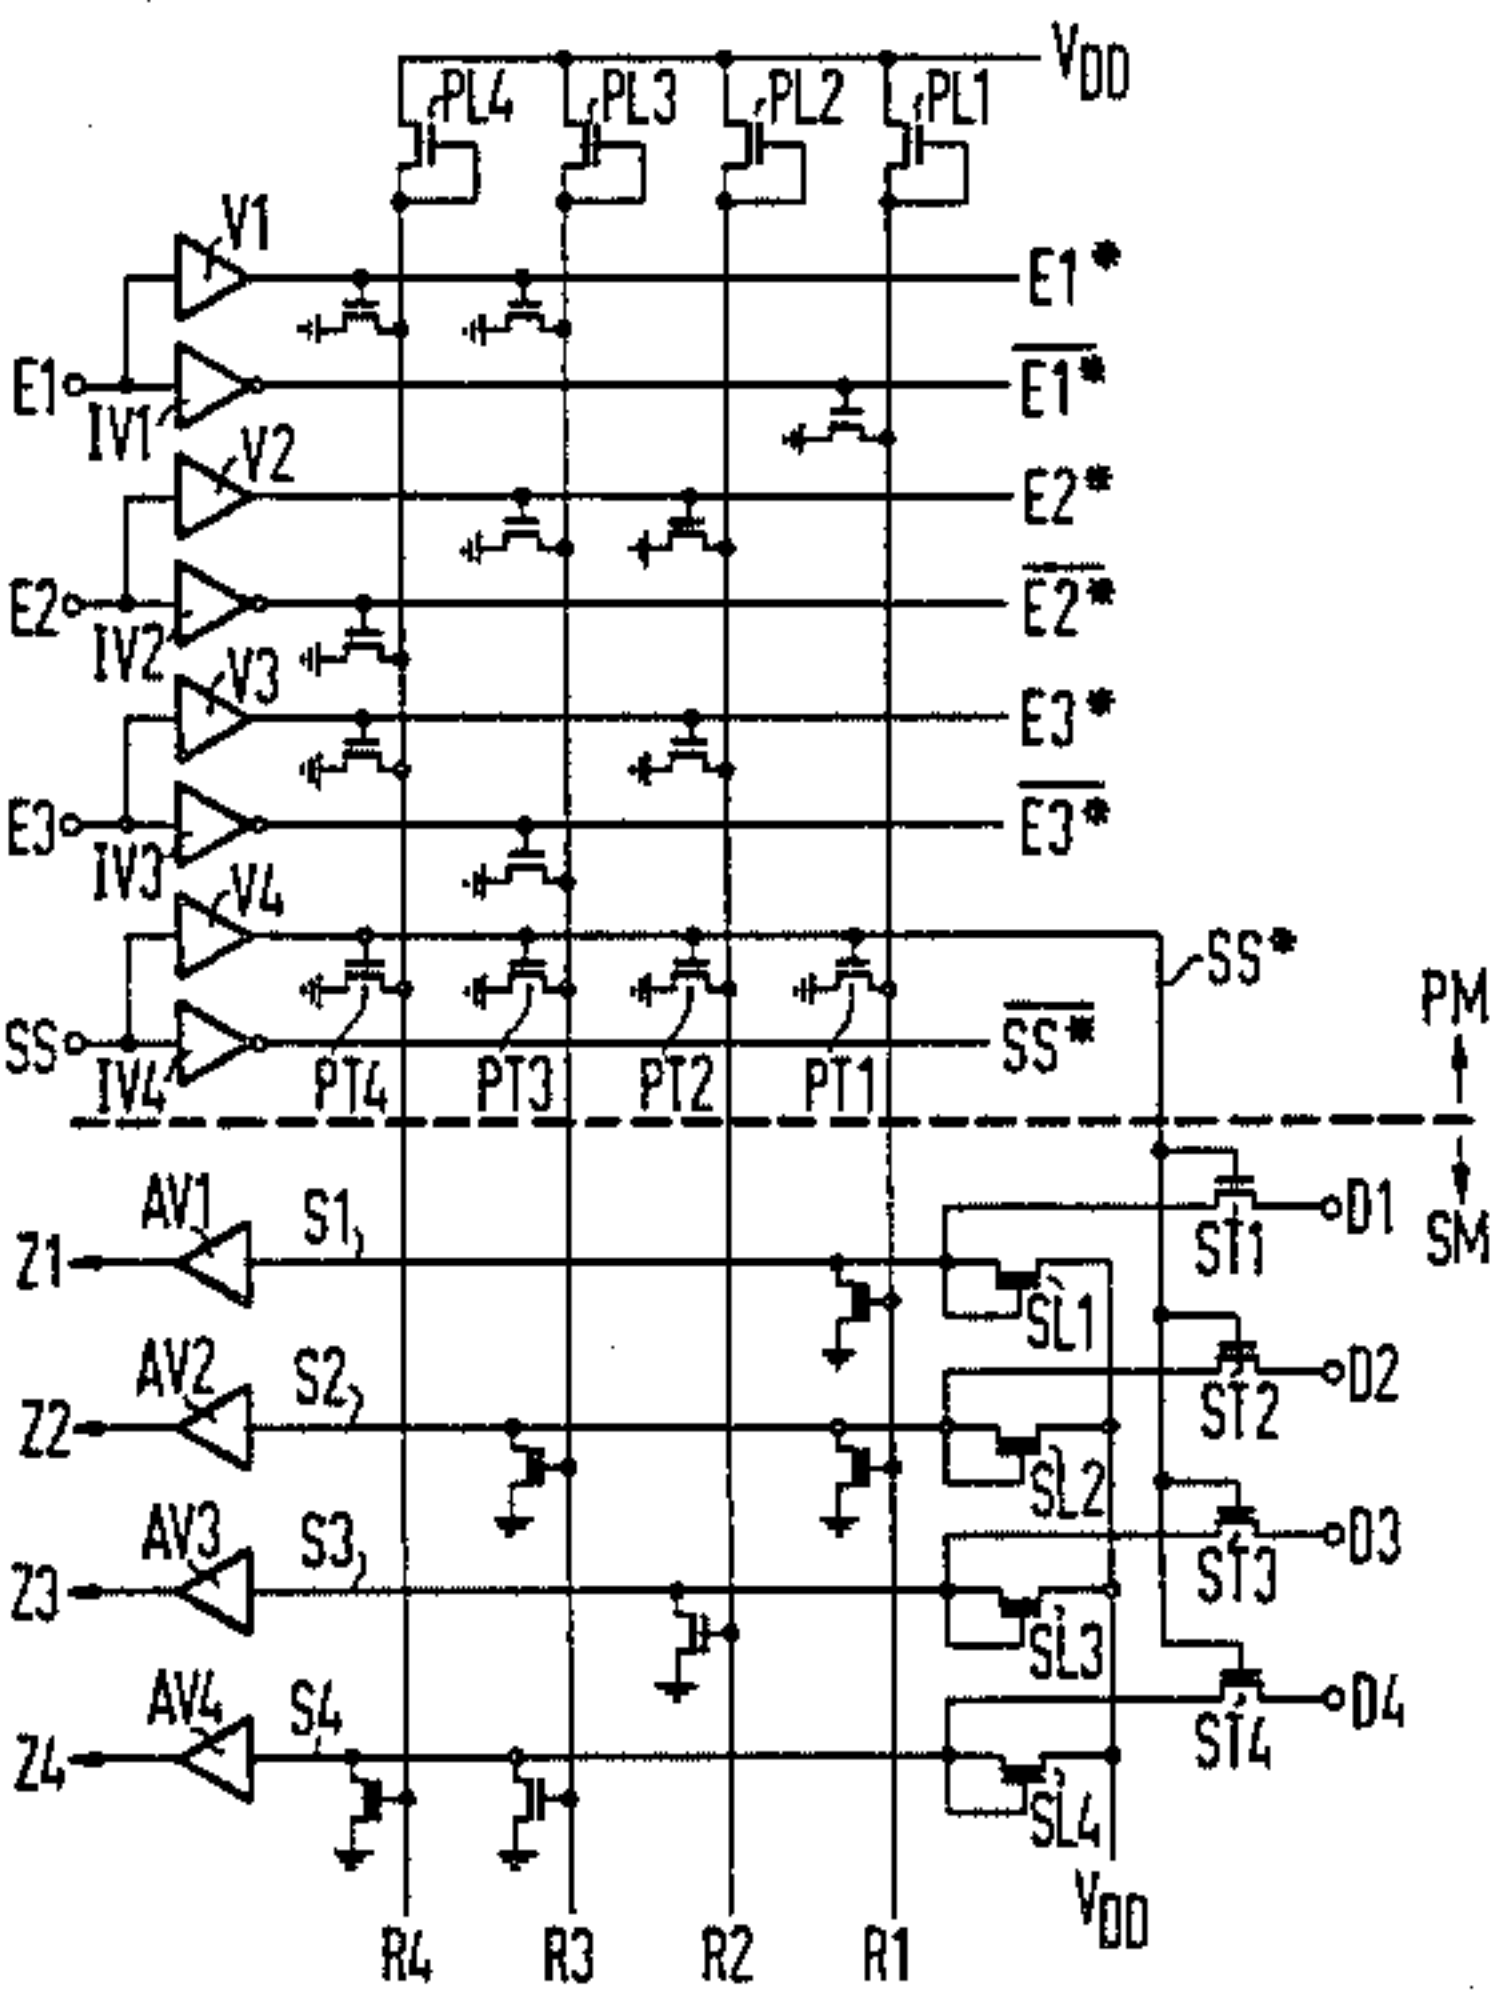 V_DD
PL4 PL3 PL2 PL1
V1
E1*
E1 IV1 E1̅*̅
V2
E2*
E2 IV2 E2̅*̅
V3
E3*
E3 IV3 E3̅*̅
V4
SS*
PM
SS IV4 PT4 PT3 PT2 PT1 S̅S̅*̅
SM
Z1 AV1 S1 SL1 ST1 D1
Z2 AV2 S2 SL2 ST2 D2
Z3 AV3 S3 SL3 ST3 D3
Z4 AV4 S4 SL4 ST4 D4
V_DD
R4 R3 R2 R1